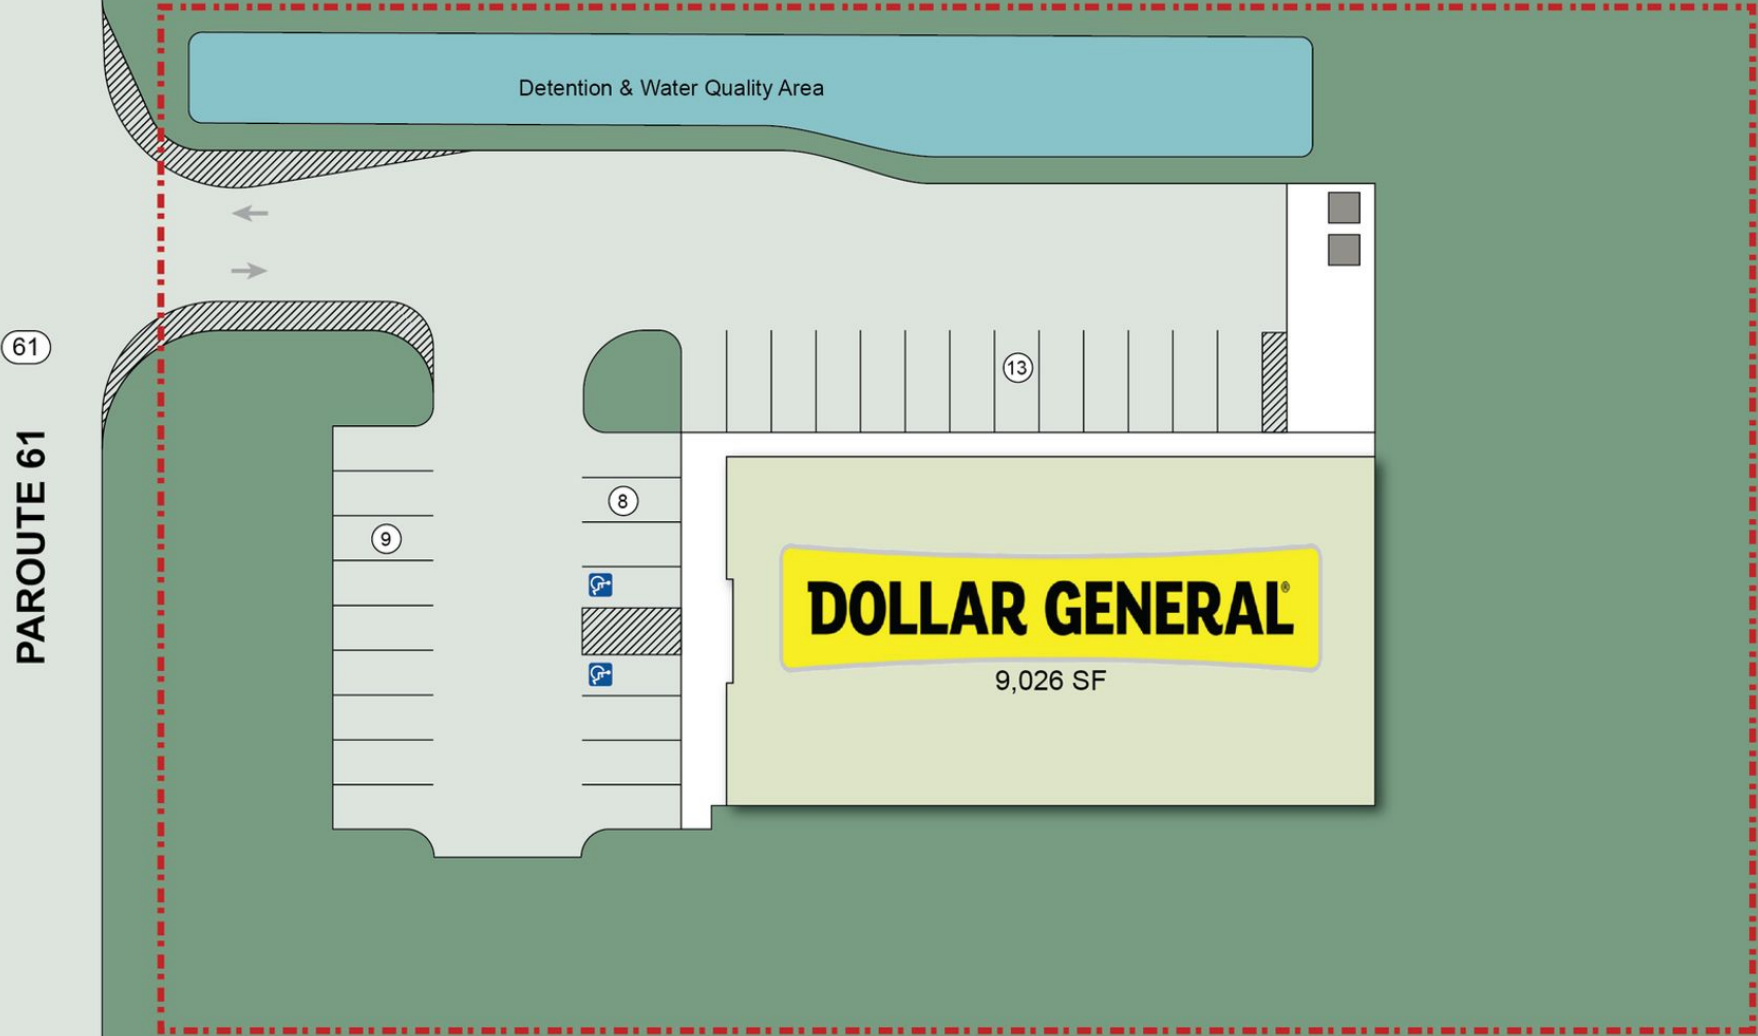 Detention & Water Quality Area
61
PAROUTE 61
13
8
9
DOLLAR GENERAL®
9,026 SF